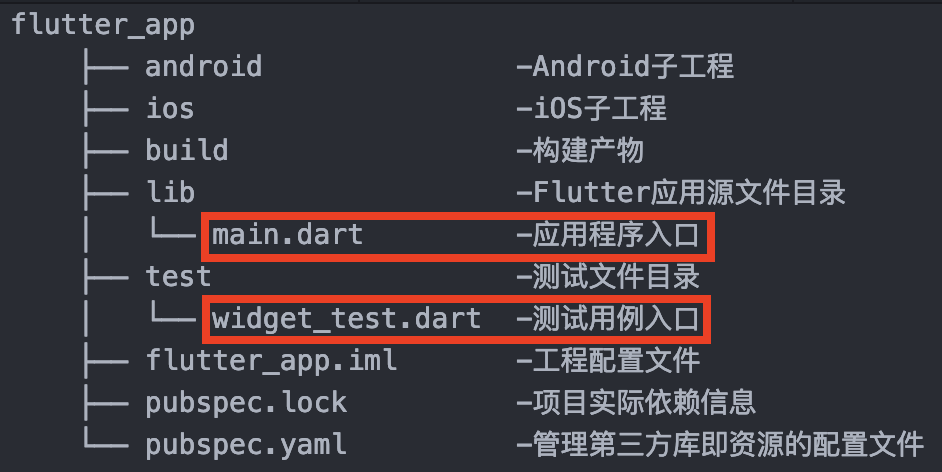 flutter_app
├── android -Android子工程
├── ios -iOS子工程
├── build -构建产物
├── lib -Flutter应用源文件目录
│ └── main.dart -应用程序入口
├── test -测试文件目录
│ └── widget_test.dart -测试用例入口
├── flutter_app.iml -工程配置文件
├── pubspec.lock -项目实际依赖信息
└── pubspec.yaml -管理第三方库即资源的配置文件